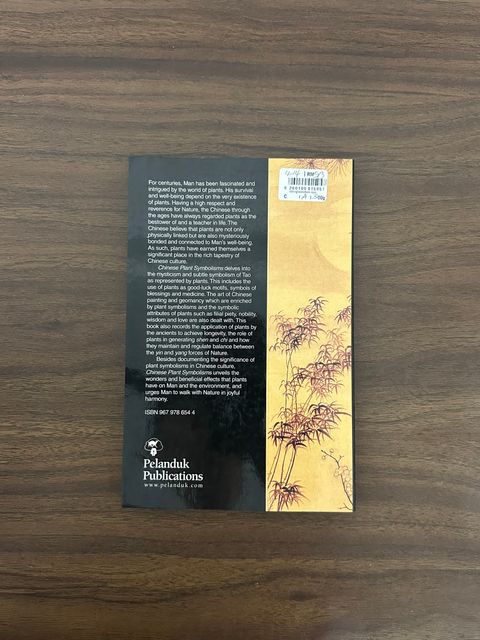 For centuries, Man has been fascinated and
intrigued by the world of plants. His survival
and well-being depend on the very existence
of plants. Having a high respect and
reverence for Nature, the Chinese through
the ages have always regarded plants as the
bestower of and a teacher in life. The
Chinese believe that plants are not only
physically linked but are also mysteriously
bonded and connected to Man's well-being.
As such, plants have earned themselves a
significant place in the rich tapestry of
Chinese culture.
Chinese Plant Symbolisms delves into
the mysticism and subtle symbolism of Tao
as represented by plants. This includes the
use of plants as good-luck motifs, symbols of
blessings and medicine. The art of Chinese
painting and geomancy which are enriched
by plant symbolisms and the symbolic
attributes of plants such as filial piety, nobility,
wisdom and love are also dealt with. This
book also records the application of plants by
the ancients to achieve longevity, the role of
plants in generating shen and chi and how
they maintain and regulate balance between
the yin and yang forces of Nature.
Besides documenting the significance of
plant symbolisms in Chinese culture,
Chinese Plant Symbolisms unveils the
wonders and beneficial effects that plants
have on Man and the environment, and
urges Man to walk with Nature in joyful
harmony.
ISBN 967 978 654 4
Pelanduk
Publications
www.pelanduk.com